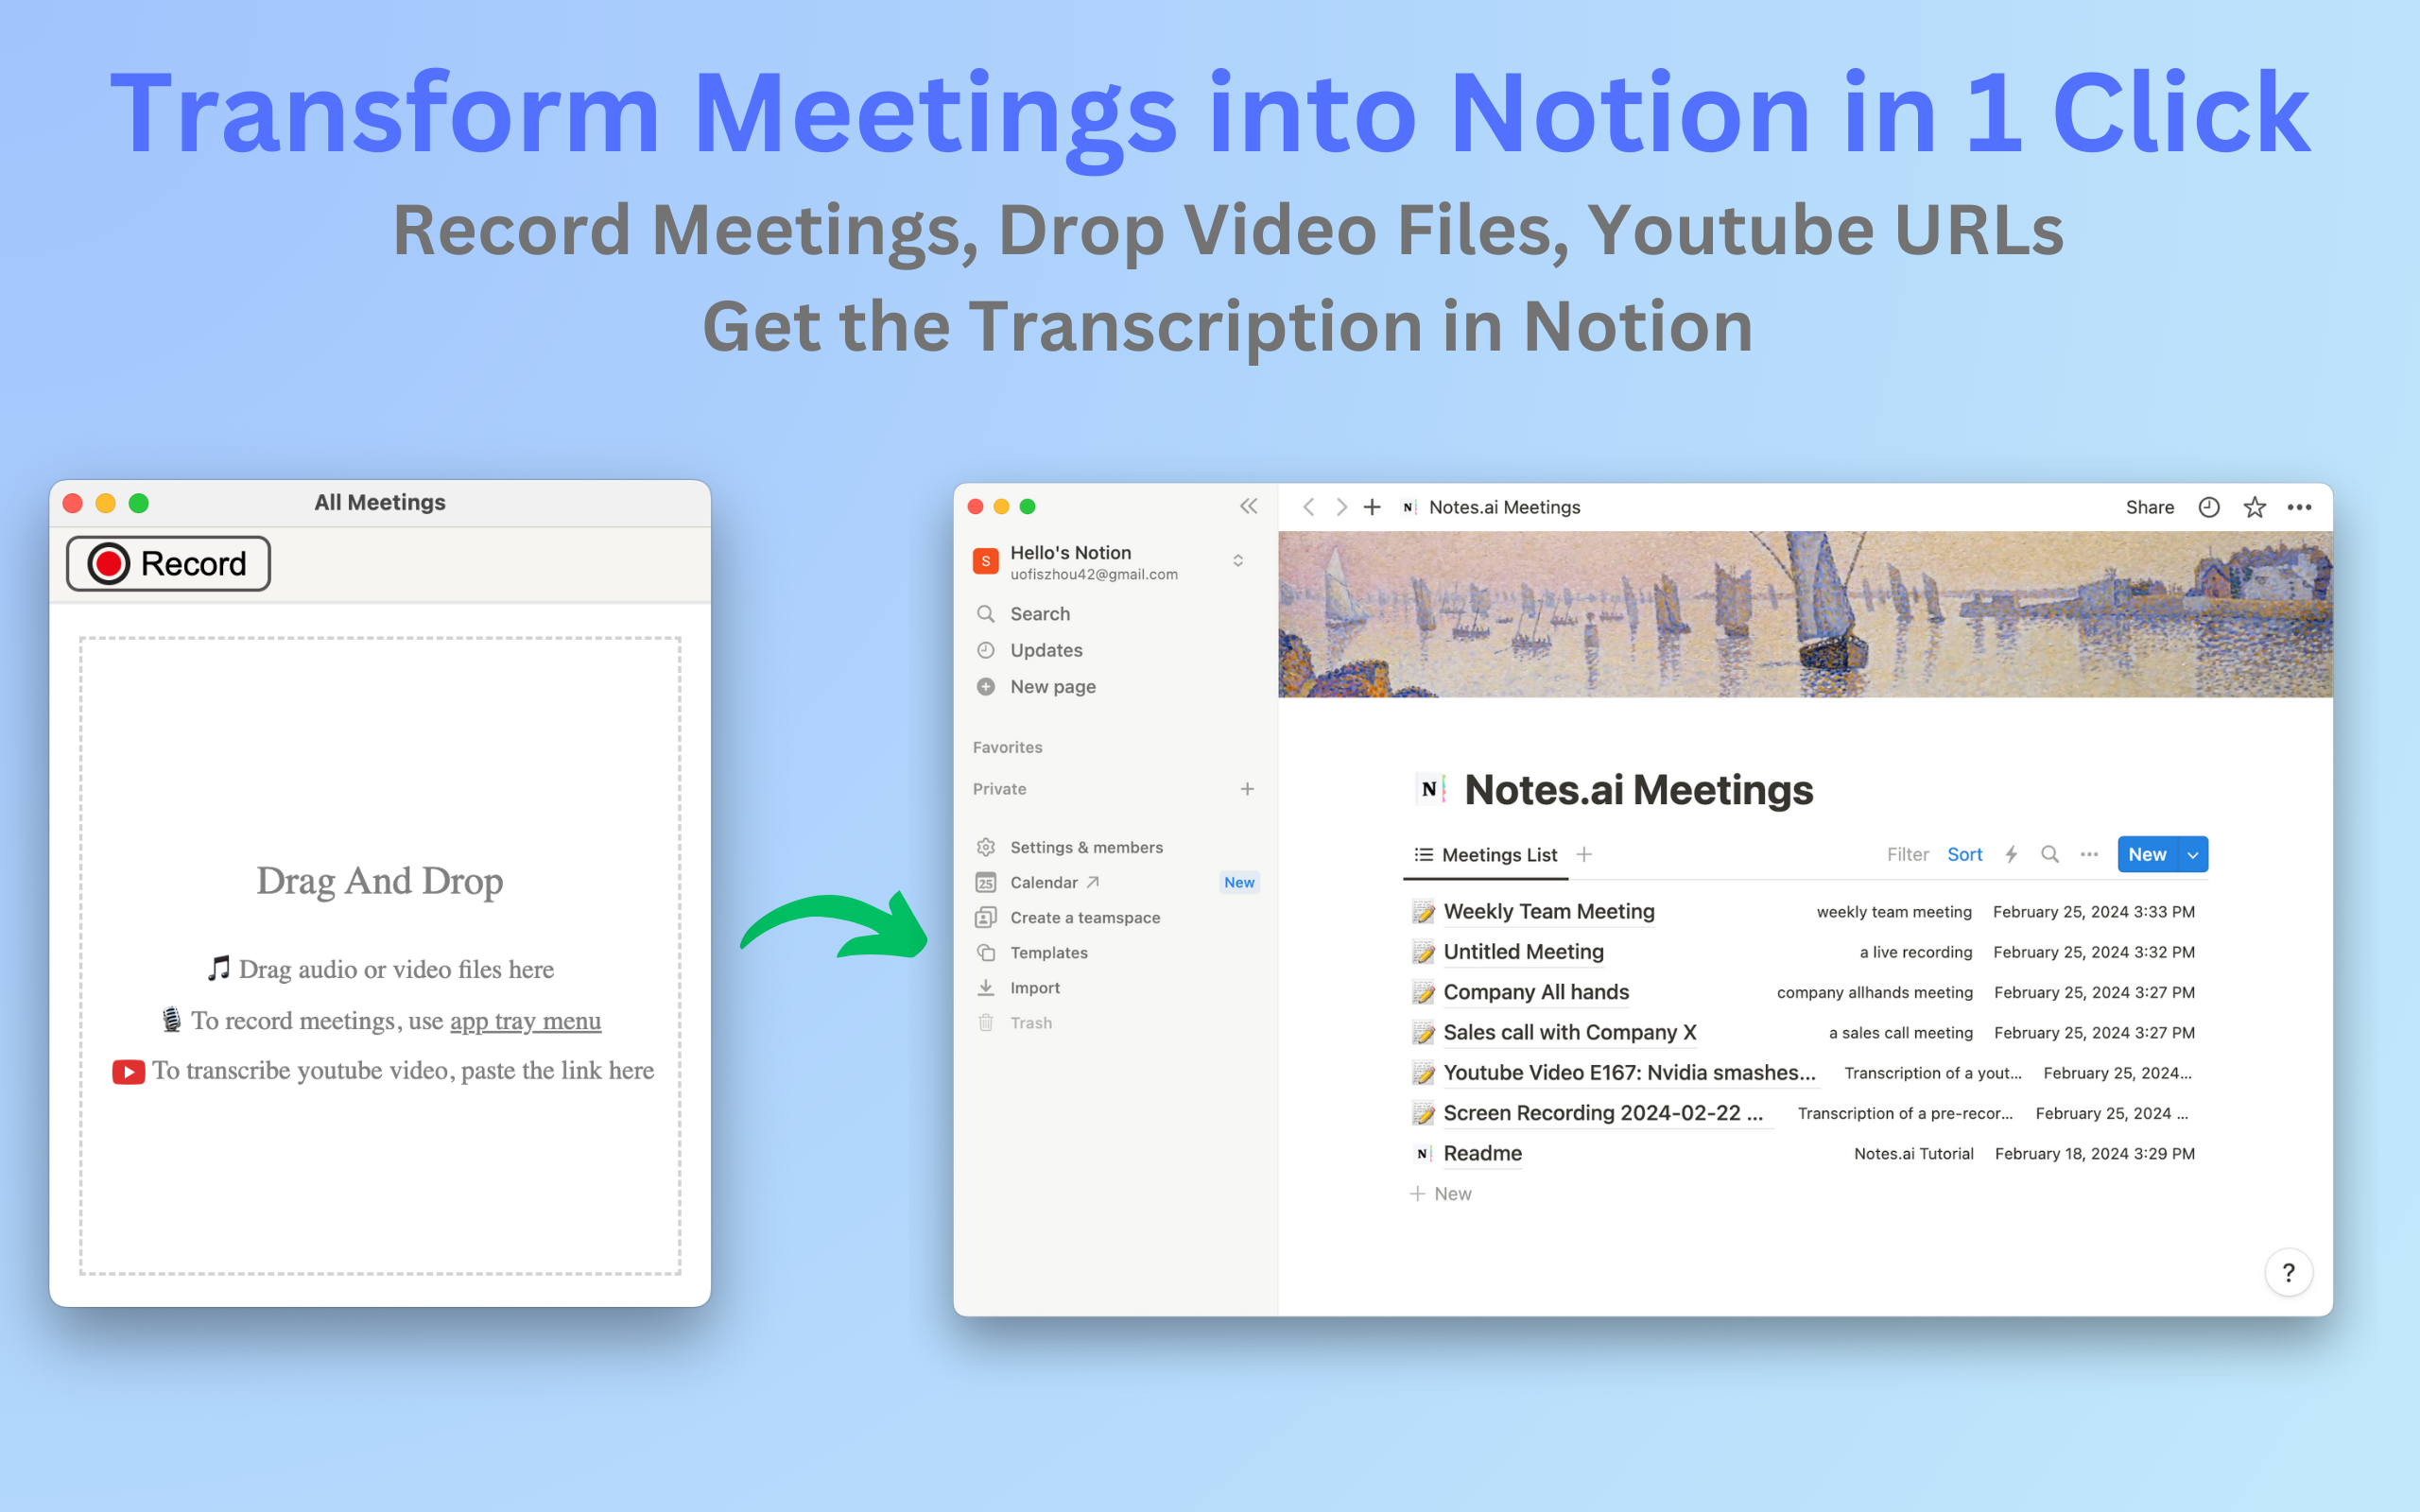 Transform Meetings into Notion in 1 Click
Record Meetings, Drop Video Files, Youtube URLs
Get the Transcription in Notion
All Meetings
Record
Drag And Drop
Drag audio or video files here
To record meetings, use app tray menu
To transcribe youtube video, paste the link here
S
Hello's Notion
uofiszhou42@gmail.com
Search
Updates
New page
Favorites
Private
Settings & members
25 Calendar New
Create a teamspace
Templates
Import
Trash
N Notes.ai Meetings
Share
N Notes.ai Meetings
Meetings List
Filter Sort New
Weekly Team Meeting weekly team meeting February 25, 2024 3:33 PM
Untitled Meeting a live recording February 25, 2024 3:32 PM
Company All hands company allhands meeting February 25, 2024 3:27 PM
Sales call with Company X a sales call meeting February 25, 2024 3:27 PM
Youtube Video E167: Nvidia smashes... Transcription of a yout... February 25, 2024...
Screen Recording 2024-02-22 ... Transcription of a pre-recor... February 25, 2024 ...
N Readme Notes.ai Tutorial February 18, 2024 3:29 PM
New
?